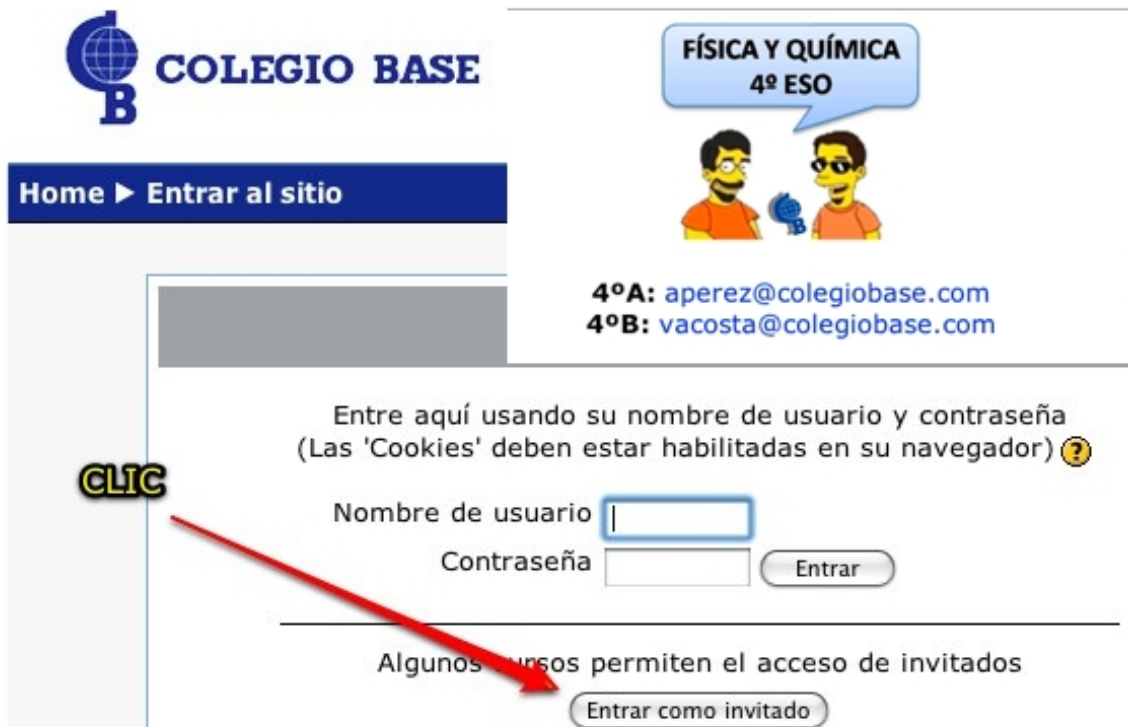 B
COLEGIO BASE
FÍSICA Y QUÍMICA
4º ESO
B
Home ► Entrar al sitio
4ºA: aperez@colegiobase.com
4ºB: vacosta@colegiobase.com
Entre aquí usando su nombre de usuario y contraseña
(Las 'Cookies' deben estar habilitadas en su navegador) ?
CLIC
Nombre de usuario
Contraseña
Entrar
Algunos cursos permiten el acceso de invitados
Entrar como invitado